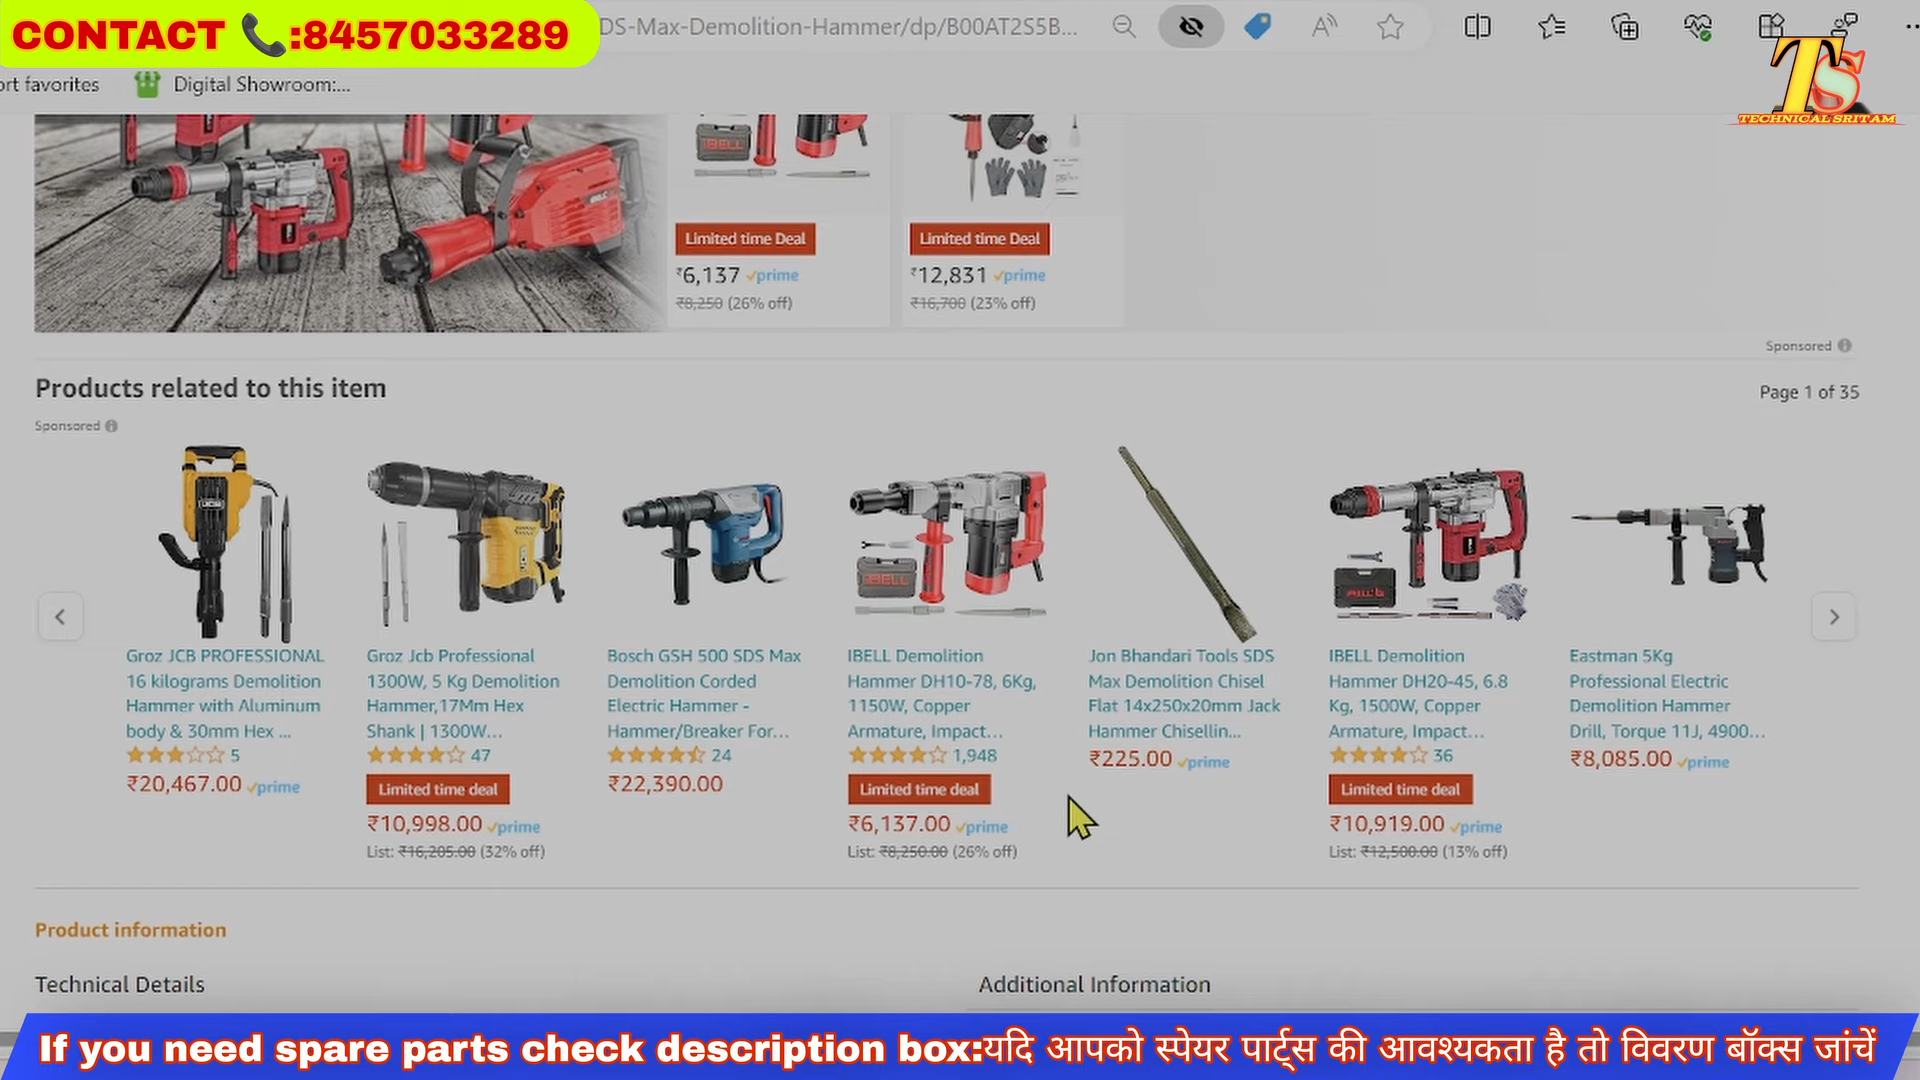 CONTACT 📞:8457033289
DS-Max-Demolition-Hammer/dp/B00AT2S5B...
TECHNICAL SRITAM
ort favorites
Digital Showroom:...
Limited time Deal
₹6,137 prime
₹8,250 (26% off)
Limited time Deal
₹12,831 prime
₹16,700 (23% off)
Sponsored
Products related to this item
Page 1 of 35
Sponsored
Groz JCB PROFESSIONAL
16 kilograms Demolition
Hammer with Aluminum
body & 30mm Hex ...
5
₹20,467.00 prime
Groz Jcb Professional
1300W, 5 Kg Demolition
Hammer,17Mm Hex
Shank | 1300W...
47
Limited time deal
₹10,998.00 prime
List: ₹16,205.00 (32% off)
Bosch GSH 500 SDS Max
Demolition Corded
Electric Hammer -
Hammer/Breaker For...
24
₹22,390.00
IBELL
IBELL Demolition
Hammer DH10-78, 6Kg,
1150W, Copper
Armature, Impact...
1,948
Limited time deal
₹6,137.00 prime
List: ₹8,250.00 (26% off)
Jon Bhandari Tools SDS
Max Demolition Chisel
Flat 14x250x20mm Jack
Hammer Chisellin...
₹225.00 prime
IBELL Demolition
Hammer DH20-45, 6.8
Kg, 1500W, Copper
Armature, Impact...
36
Limited time deal
₹10,919.00 prime
List: ₹12,500.00 (13% off)
Eastman 5Kg
Professional Electric
Demolition Hammer
Drill, Torque 11J, 4900...
₹8,085.00 prime
Product information
Technical Details
Additional Information
If you need spare parts check description box:यदि आपको स्पेयर पार्ट्स की आवश्यकता है तो विवरण बॉक्स जांचें